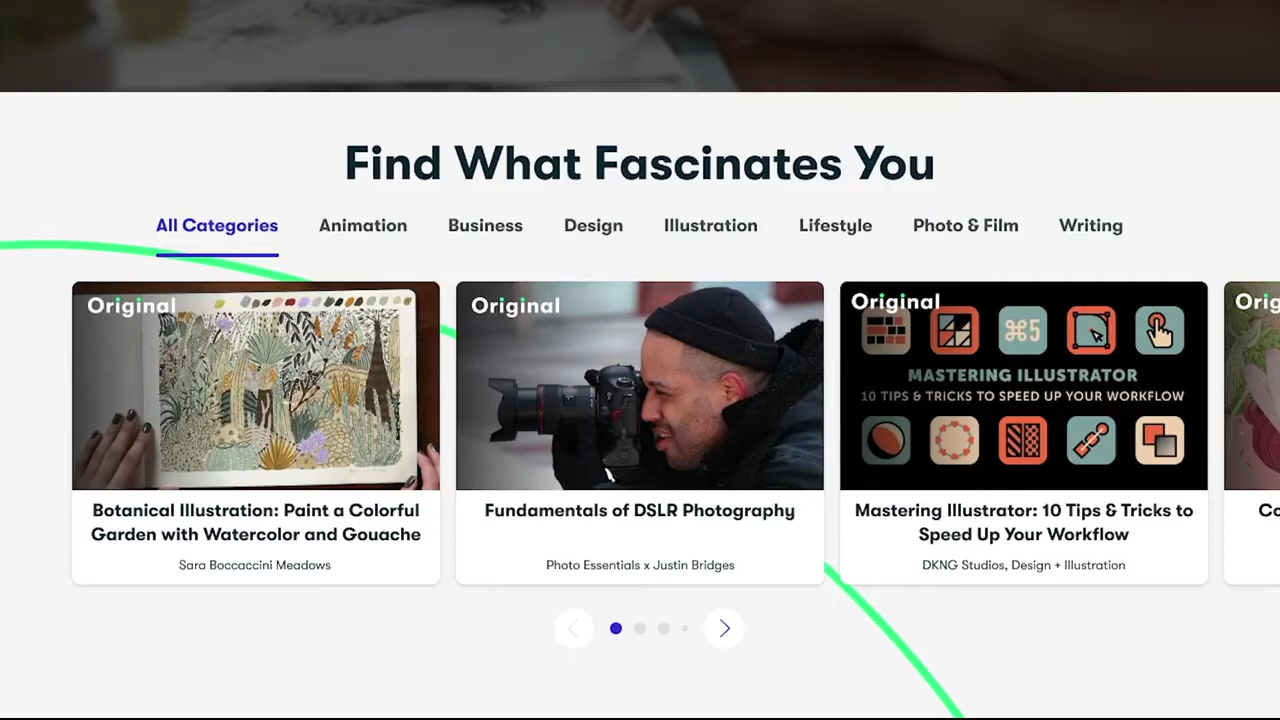 Find What Fascinates You
All Categories
Animation
Business
Design
Illustration
Lifestyle
Photo & Film
Writing
Original
Botanical Illustration: Paint a Colorful
Garden with Watercolor and Gouache
Sara Boccaccini Meadows
Original
Fundamentals of DSLR Photography
Photo Essentials x Justin Bridges
Original
⌘5
MASTERING ILLUSTRATOR
10 TIPS & TRICKS TO SPEED UP YOUR WORKFLOW
Mastering Illustrator: 10 Tips & Tricks to
Speed Up Your Workflow
DKNG Studios, Design + Illustration
Orig
Co